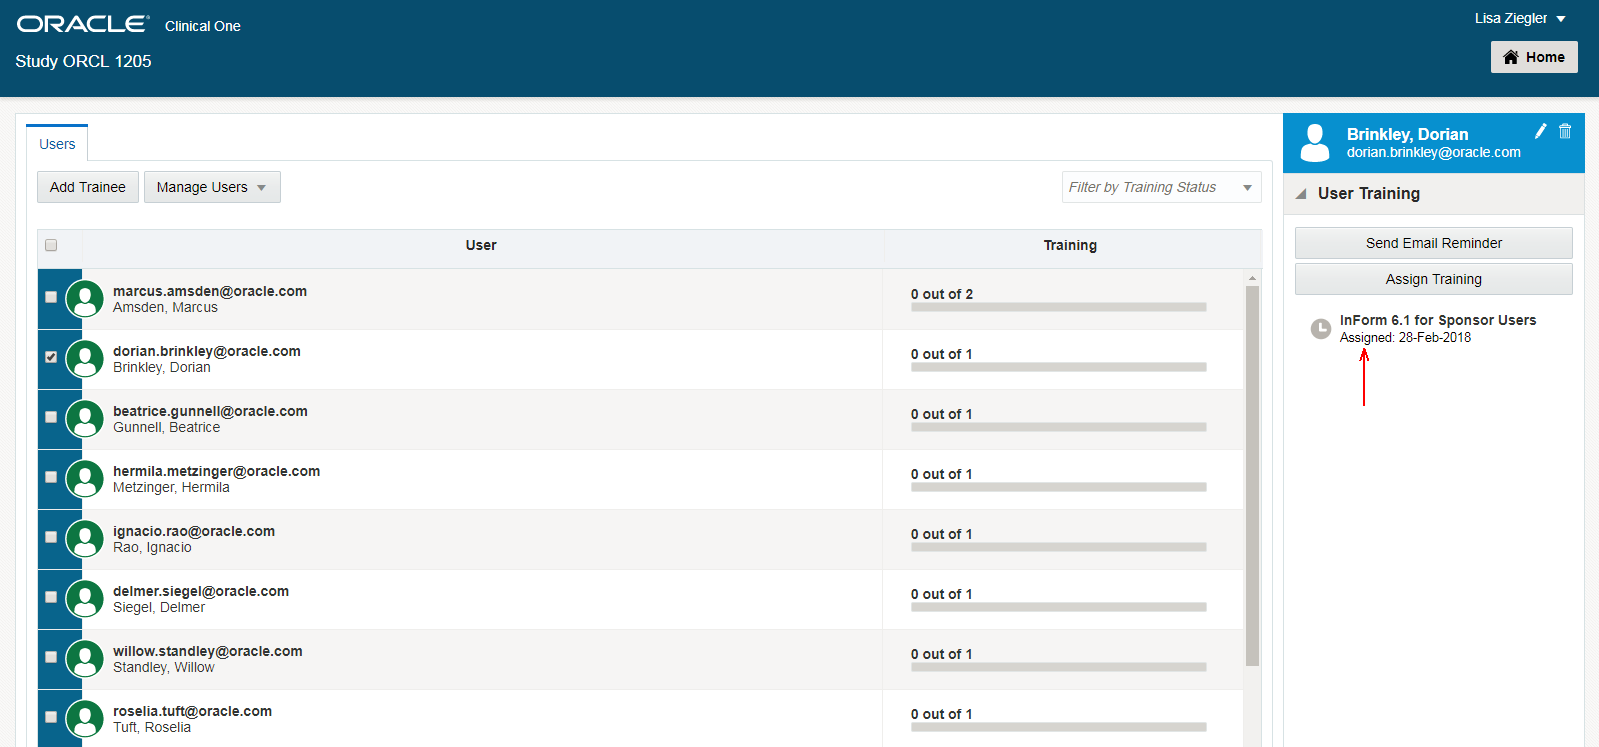 ORACLE® Clinical One
Study ORCL 1205
Lisa Ziegler
Home
Users
Add Trainee
Manage Users
Filter by Training Status
User
Training
marcus.amsden@oracle.com
Amsden, Marcus
0 out of 2
dorian.brinkley@oracle.com
Brinkley, Dorian
0 out of 1
beatrice.gunnell@oracle.com
Gunnell, Beatrice
0 out of 1
hermila.metzinger@oracle.com
Metzinger, Hermila
0 out of 1
ignacio.rao@oracle.com
Rao, Ignacio
0 out of 1
delmer.siegel@oracle.com
Siegel, Delmer
0 out of 1
willow.standley@oracle.com
Standley, Willow
0 out of 1
roselia.tuft@oracle.com
Tuft, Roselia
0 out of 1
Brinkley, Dorian
dorian.brinkley@oracle.com
User Training
Send Email Reminder
Assign Training
InForm 6.1 for Sponsor Users
Assigned: 28-Feb-2018